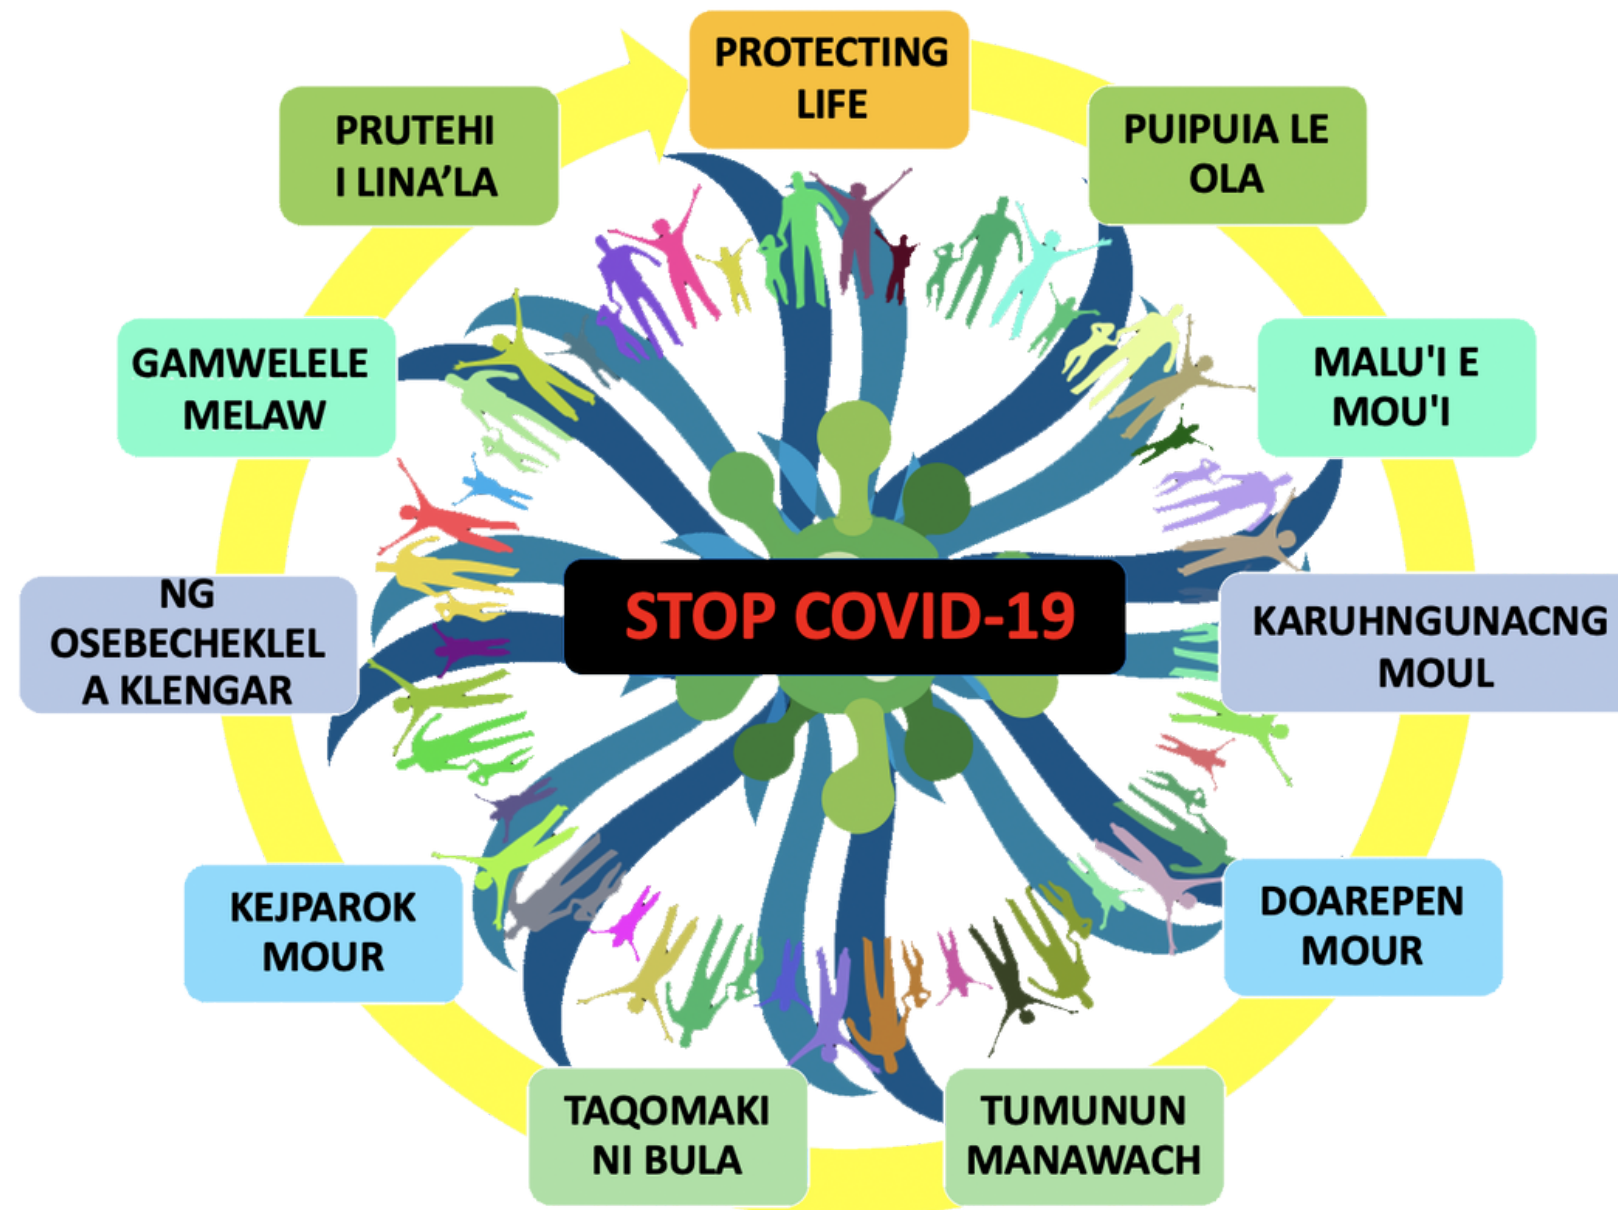 PROTECTING
LIFE
PUIPUIA LE
OLA
MALU'I E
MOU'I
KARUHNGUNACNG
MOUL
DOAREPEN
MOUR
TUMUNUN
MANAWACH
TAQOMAKI
NI BULA
KEJPAROK
MOUR
NG
OSEBECHEKLEL
A KLENGAR
GAMWELELE
MELAW
PRUTEHI
I LINA’LA
STOP COVID-19